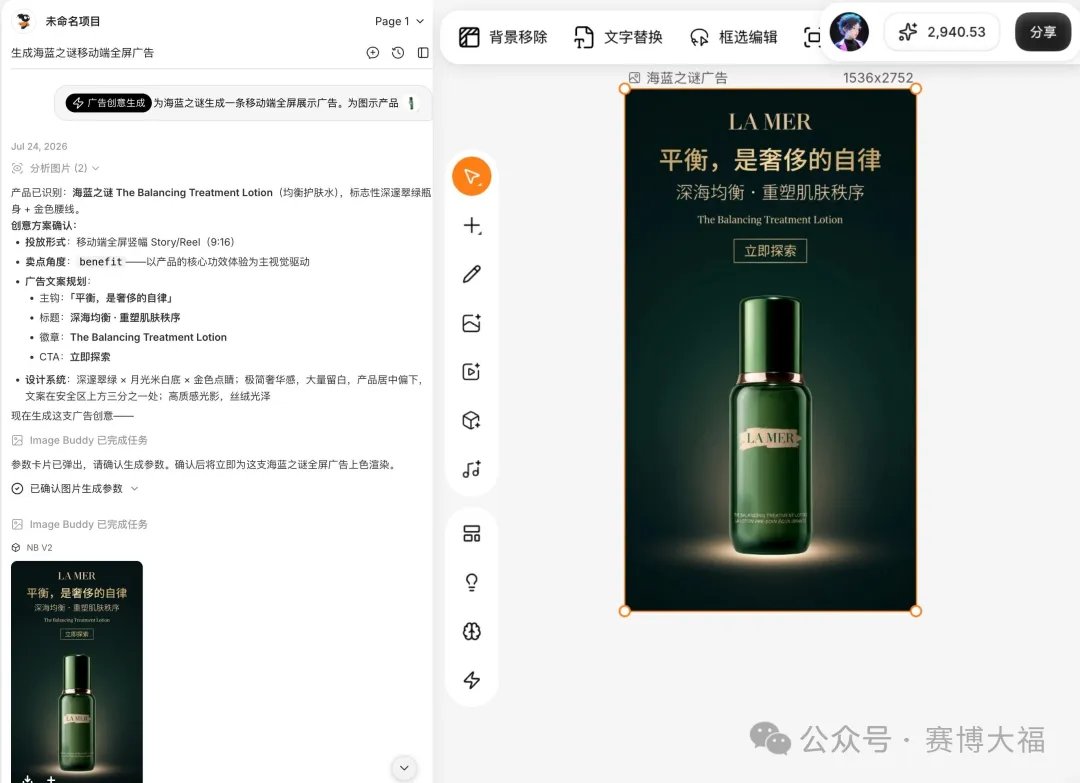 未命名项目
Page 1
生成海蓝之谜移动端全屏广告
广告创意生成 为海蓝之谜生成一条移动端全屏展示广告。为图示产品
Jul 24, 2026
分析图片 (2)
产品已识别：海蓝之谜 The Balancing Treatment Lotion（均衡护肤水），标志性深邃翠绿瓶
身 + 金色腰线。
创意方案确认：
• 投放形式：移动端全屏竖幅 Story/Reel（9:16）
• 卖点角度：benefit——以产品的核心功效体验为主视觉驱动
• 广告文案规划：
• 主钩：「平衡，是奢侈的自律」
• 标题：深海均衡 · 重塑肌肤秩序
• 徽章：The Balancing Treatment Lotion
• CTA：立即探索
• 设计系统：深邃翠绿 × 月光米白底 × 金色点睛；极简奢华感，大量留白，产品居中偏下，
文案在安全区上方三分之一处；高质感光影，丝绒光泽
现在生成这支广告创意——
Image Buddy 已完成任务
参数卡片已弹出，请确认生成参数。确认后将立即为这支海蓝之谜全屏广告上色渲染。
已确认图片生成参数
Image Buddy 已完成任务
NB V2
LA MER
平衡，是奢侈的自律
深海均衡 · 重塑肌肤秩序
The Balancing Treatment Lotion
立即探索
LA MER
背景移除
文字替换
框选编辑
2,940.53
分享
海蓝之谜广告
1536x2752
LA MER
平衡，是奢侈的自律
深海均衡 · 重塑肌肤秩序
The Balancing Treatment Lotion
立即探索
LA MER
THE BALANCING TREATMENT LOTION
公众号 · 赛博大福